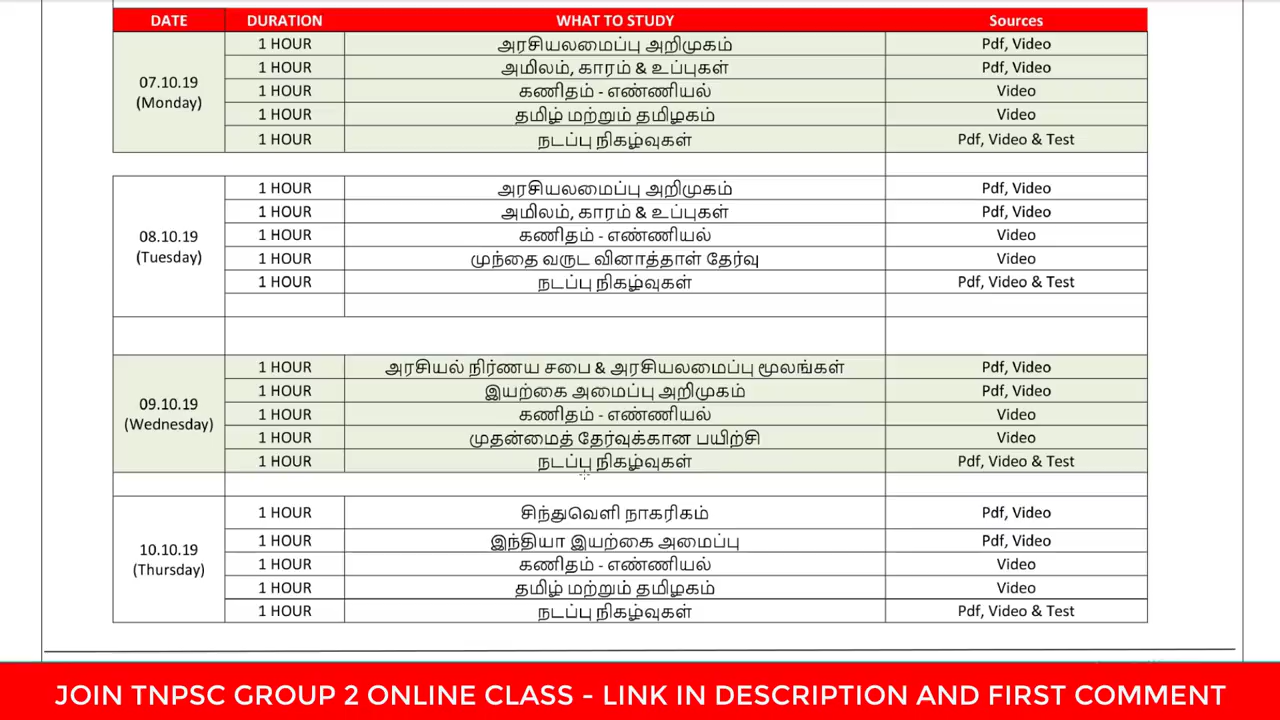 DATE DURATION WHAT TO STUDY Sources
07.10.19 (Monday)
1 HOUR அரசியலமைப்பு அறிமுகம் Pdf, Video
1 HOUR அமிலம், காரம் & உப்புகள் Pdf, Video
1 HOUR கணிதம் - எண்ணியல் Video
1 HOUR தமிழ் மற்றும் தமிழகம் Video
1 HOUR நடப்பு நிகழ்வுகள் Pdf, Video & Test
08.10.19 (Tuesday)
1 HOUR அரசியலமைப்பு அறிமுகம் Pdf, Video
1 HOUR அமிலம், காரம் & உப்புகள் Pdf, Video
1 HOUR கணிதம் - எண்ணியல் Video
1 HOUR முந்தை வருட வினாத்தாள் தேர்வு Video
1 HOUR நடப்பு நிகழ்வுகள் Pdf, Video & Test
09.10.19 (Wednesday)
1 HOUR அரசியல் நிர்ணய சபை & அரசியலமைப்பு மூலங்கள் Pdf, Video
1 HOUR இயற்கை அமைப்பு அறிமுகம் Pdf, Video
1 HOUR கணிதம் - எண்ணியல் Video
1 HOUR முதன்மைத் தேர்வுக்கான பயிற்சி Video
1 HOUR நடப்பு நிகழ்வுகள் Pdf, Video & Test
10.10.19 (Thursday)
1 HOUR சிந்துவெளி நாகரிகம் Pdf, Video
1 HOUR இந்தியா இயற்கை அமைப்பு Pdf, Video
1 HOUR கணிதம் - எண்ணியல் Video
1 HOUR தமிழ் மற்றும் தமிழகம் Video
1 HOUR நடப்பு நிகழ்வுகள் Pdf, Video & Test
JOIN TNPSC GROUP 2 ONLINE CLASS - LINK IN DESCRIPTION AND FIRST COMMENT